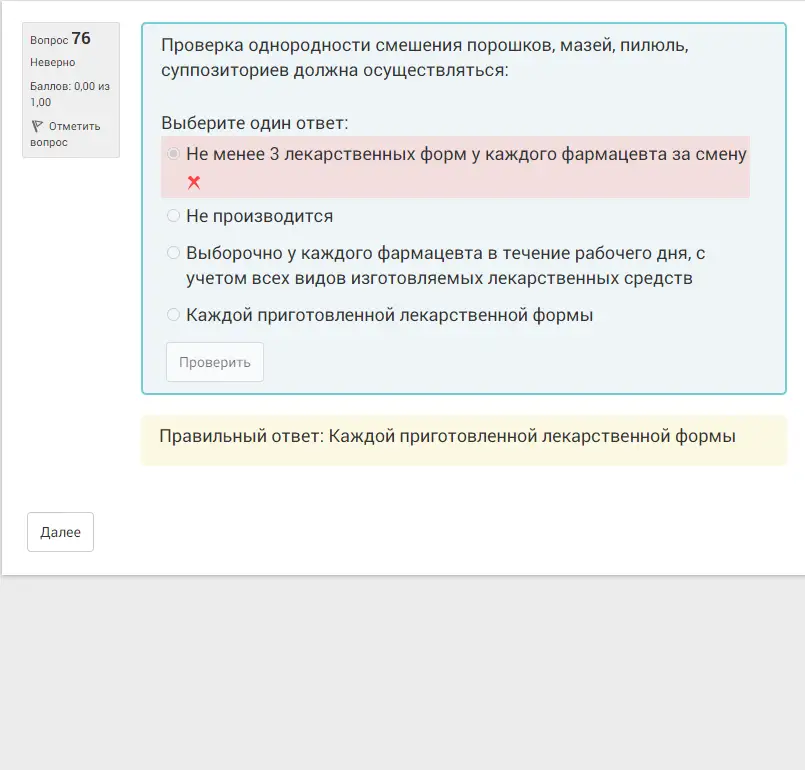 Вопрос 76
Неверно
Баллов: 0,00 из
1,00
Отметить
вопрос
Проверка однородности смешения порошков, мазей, пилюль,
суппозиториев должна осуществляться:
Выберите один ответ:
Не менее 3 лекарственных форм у каждого фармацевта за смену
Не производится
Выборочно у каждого фармацевта в течение рабочего дня, с
учетом всех видов изготовляемых лекарственных средств
Каждой приготовленной лекарственной формы
Проверить
Правильный ответ: Каждой приготовленной лекарственной формы
Далее